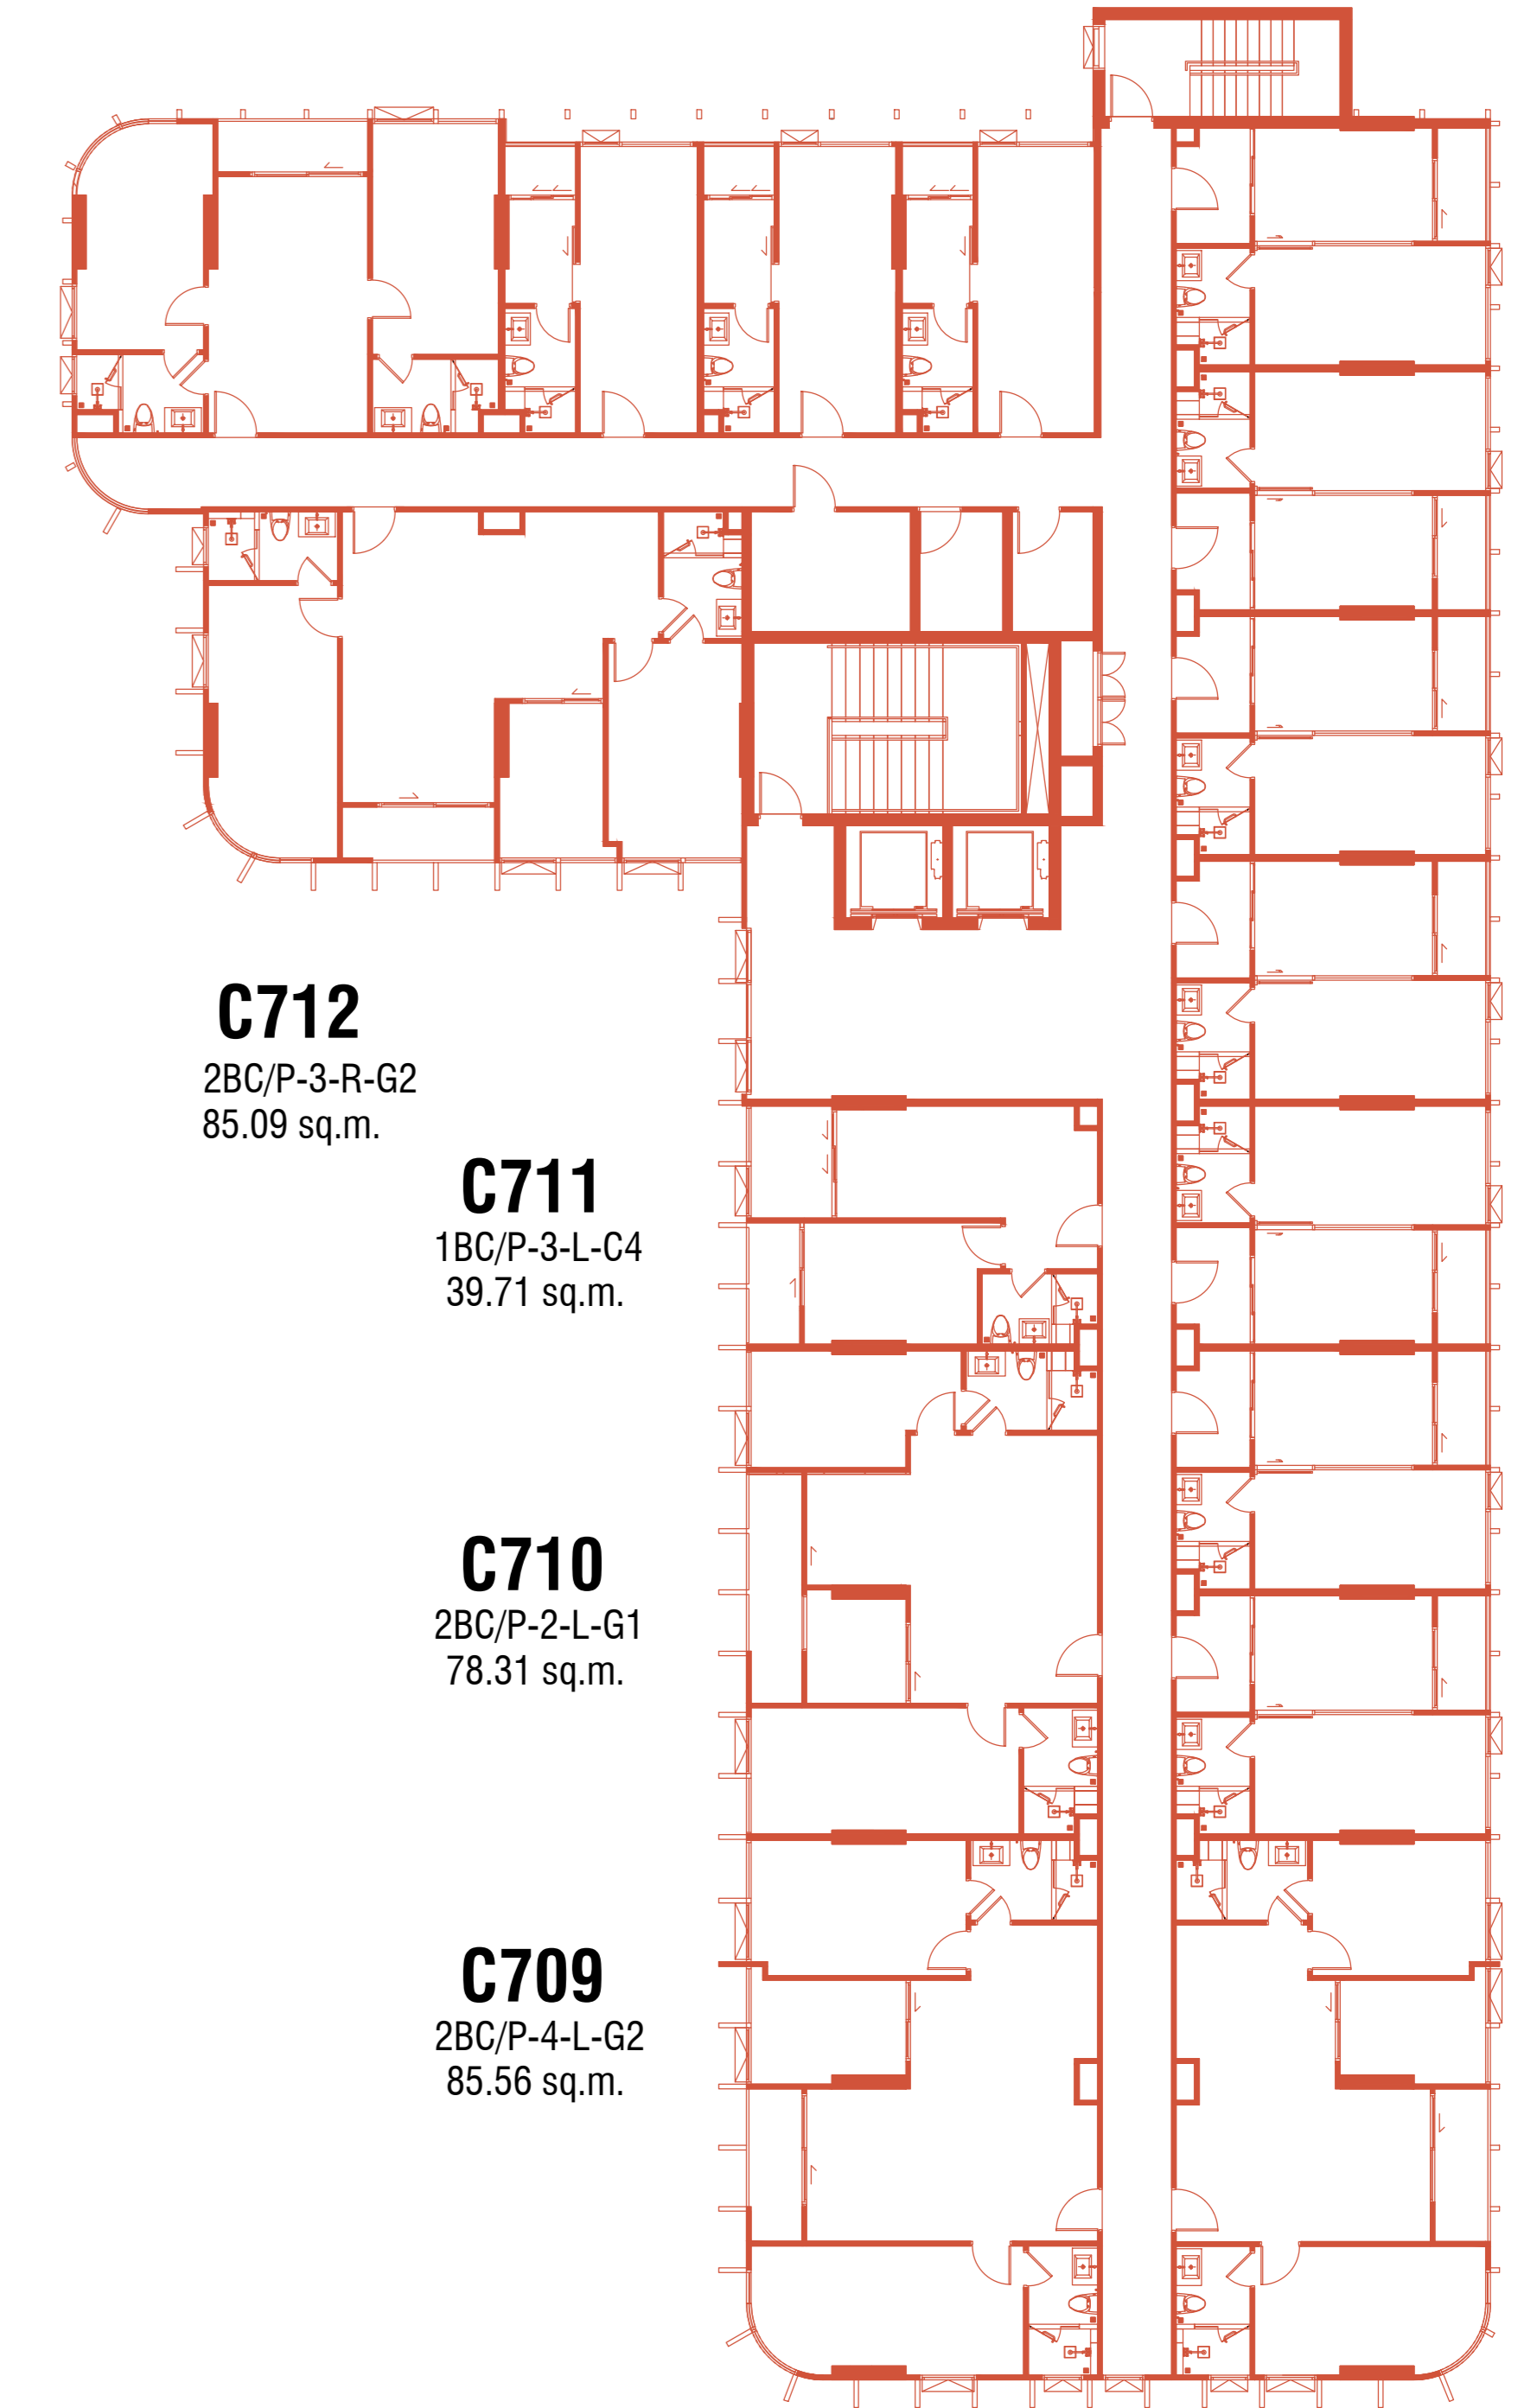 C712
2BC/P-3-R-G2
85.09 sq.m.
C711
1BC/P-3-L-C4
39.71 sq.m.
C710
2BC/P-2-L-G1
78.31 sq.m.
C709
2BC/P-4-L-G2
85.56 sq.m.